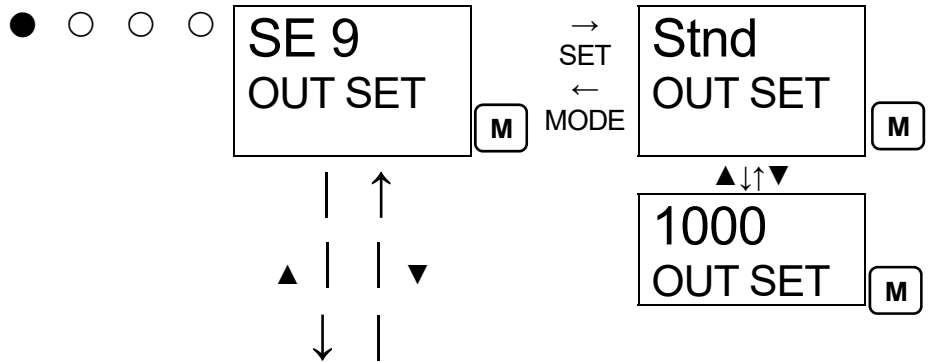 ● ○ ○ ○
SE 9
OUT SET
M
→
SET
←
MODE
Stnd
OUT SET
M
▲↓↑▼
1000
OUT SET
M
▲ ▼